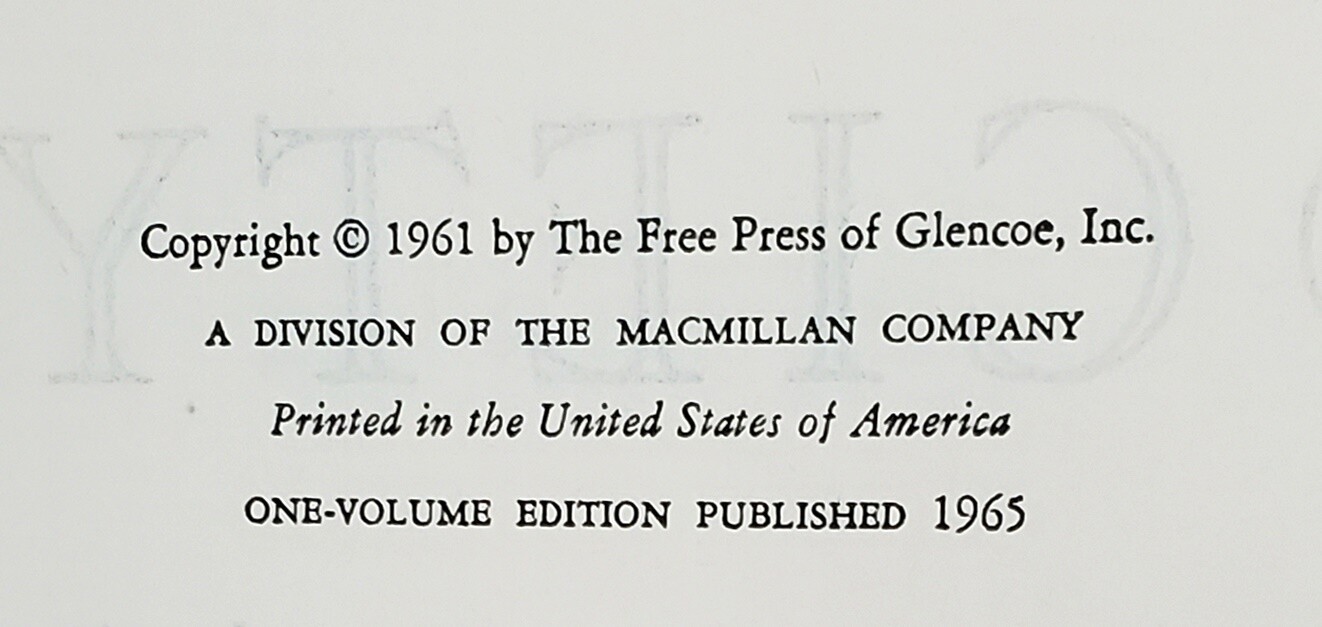 Copyright © 1961 by The Free Press of Glencoe, Inc.
A DIVISION OF THE MACMILLAN COMPANY
Printed in the United States of America
ONE-VOLUME EDITION PUBLISHED 1965